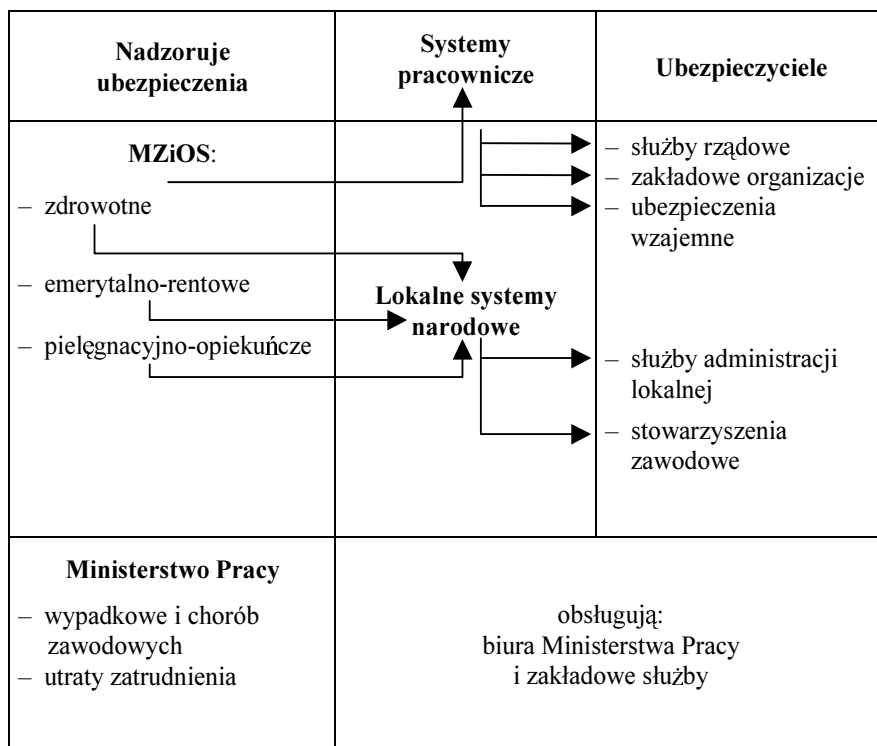 Nadzoruje
ubezpieczenia
Systemy
pracownicze
Ubezpieczyciele
MZiOS:
– zdrowotne
– emerytalno-rentowe
– pielęgnacyjno-opiekuńcze
Lokalne systemy
narodowe
– służby rządowe
– zakładowe organizacje
– ubezpieczenia
wzajemne
– służby administracji
lokalnej
– stowarzyszenia
zawodowe
Ministerstwo Pracy
– wypadkowe i chorób
zawodowych
– utraty zatrudnienia
obsługują:
biura Ministerstwa Pracy
i zakładowe służby